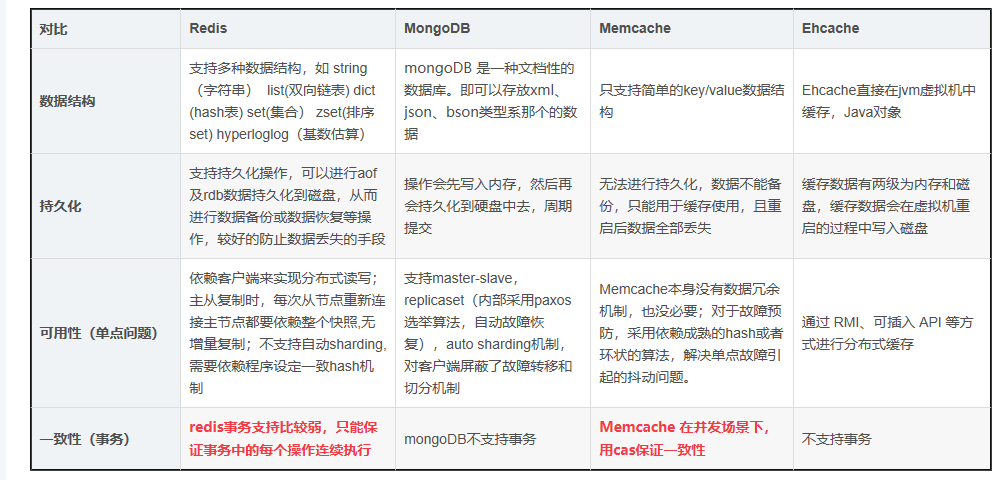 对比
Redis
MongoDB
Memcache
Ehcache
数据结构
支持多种数据结构，如 string
（字符串） list(双向链表) dict
(hash表) set(集合） zset(排序
set) hyperloglog（基数估算）
mongoDB 是一种文档性的
数据库。即可以存放xml、
json、bson类型系那个的数
据
只支持简单的key/value数据结
构
Ehcache直接在jvm虚拟机中
缓存，Java对象
持久化
支持持久化操作，可以进行aof
及rdb数据持久化到磁盘，从而
进行数据备份或数据恢复等操
作，较好的防止数据丢失的手段
操作会先写入内存，然后再
会持久化到硬盘中去，周期
提交
无法进行持久化，数据不能备
份，只能用于缓存使用，且重
启后数据全部丢失
缓存数据有两级为内存和磁
盘，缓存数据会在虚拟机重
启的过程中写入磁盘
可用性（单点问题）
依赖客户端来实现分布式读写；
主从复制时，每次从节点重新连
接主节点都要依赖整个快照,无
增量复制；不支持自动sharding,
需要依赖程序设定一致hash机
制
支持master-slave，
replicaset（内部采用paxos
选举算法，自动故障恢
复），auto sharding机制，
对客户端屏蔽了故障转移和
切分机制
Memcache本身没有数据冗余
机制，也没必要；对于故障预
防，采用依赖成熟的hash或者
环状的算法，解决单点故障引
起的抖动问题。
通过 RMI、可插入 API 等方
式进行分布式缓存
一致性（事务）
redis事务支持比较弱，只能保
证事务中的每个操作连续执行
mongoDB不支持事务
Memcache 在并发场景下，
用cas保证一致性
不支持事务